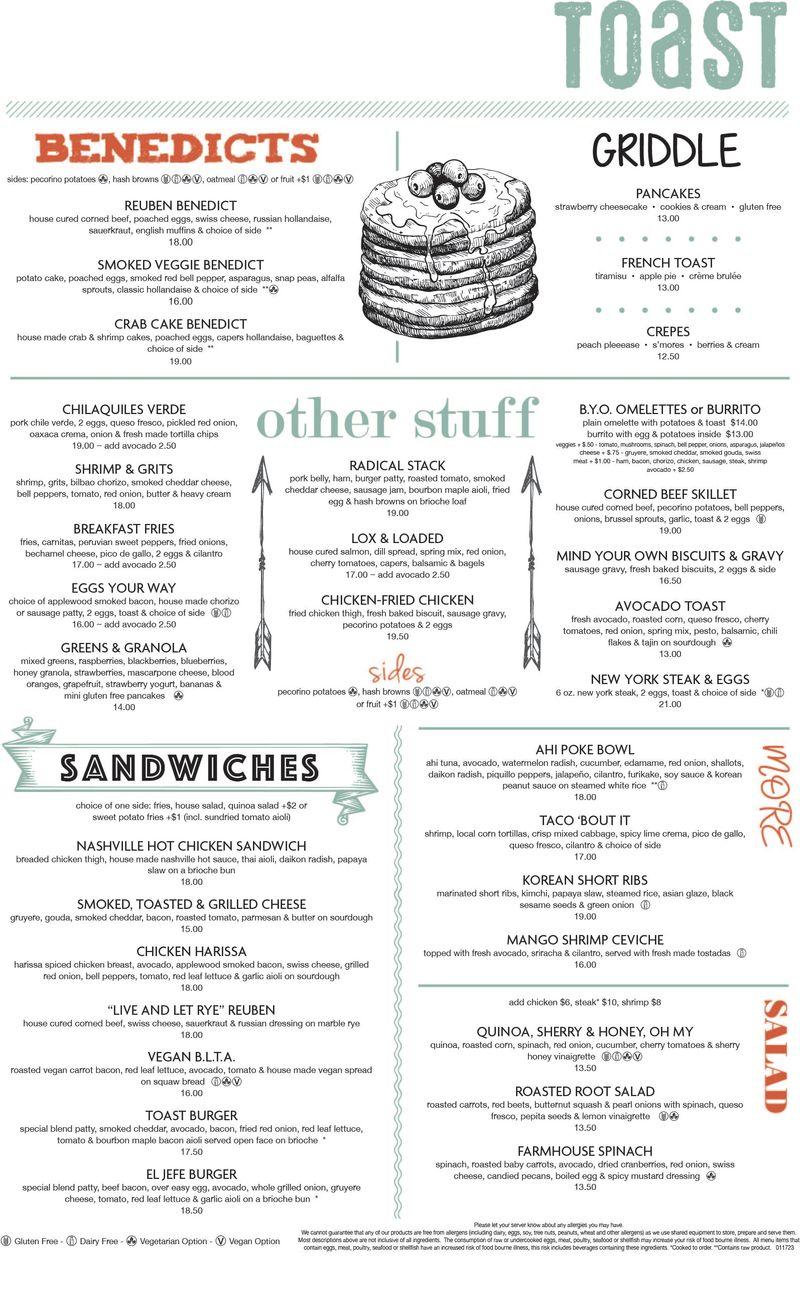 TOaST
BENEDICTS
sides: pecorino potatoes, hash browns, oatmeal or fruit +$1
REUBEN BENEDICT
house cured corned beef, poached eggs, swiss cheese, russian hollandaise,
sauerkraut, english muffins & choice of side **
18.00
SMOKED VEGGIE BENEDICT
potato cake, poached eggs, smoked red bell pepper, asparagus, snap peas, alfalfa
sprouts, classic hollandaise & choice of side **
16.00
CRAB CAKE BENEDICT
house made crab & shrimp cakes, poached eggs, capers hollandaise, baguettes &
choice of side **
19.00
GRIDDLE
PANCAKES
strawberry cheesecake • cookies & cream • gluten free
13.00
FRENCH TOAST
tiramisu • apple pie • crème brulée
13.00
CREPES
peach pleeease • s'mores • berries & cream
12.50
other stuff
CHILAQUILES VERDE
pork chile verde, 2 eggs, queso fresco, pickled red onion,
oaxaca crema, onion & fresh made tortilla chips
19.00 ~ add avocado 2.50
SHRIMP & GRITS
shrimp, grits, bilbao chorizo, smoked cheddar cheese,
bell peppers, tomato, red onion, butter & heavy cream
18.00
BREAKFAST FRIES
fries, carnitas, peruvian sweet peppers, fried onions,
bechamel cheese, pico de gallo, 2 eggs & cilantro
17.00 ~ add avocado 2.50
EGGS YOUR WAY
choice of applewood smoked bacon, house made chorizo
or sausage patty, 2 eggs, toast & choice of side
16.00 ~ add avocado 2.50
GREENS & GRANOLA
mixed greens, raspberries, blackberries, blueberries,
honey granola, strawberries, mascarpone cheese, blood
oranges, grapefruit, strawberry yogurt, bananas &
mini gluten free pancakes
14.00
RADICAL STACK
pork belly, ham, burger patty, roasted tomato, smoked
cheddar cheese, sausage jam, bourbon maple aioli, fried
egg & hash browns on brioche loaf
19.00
LOX & LOADED
house cured salmon, dill spread, spring mix, red onion,
cherry tomatoes, capers, balsamic & bagels
17.00 ~ add avocado 2.50
CHICKEN-FRIED CHICKEN
fried chicken thigh, fresh baked biscuit, sausage gravy,
pecorino potatoes & 2 eggs
19.50
sides
pecorino potatoes, hash browns, oatmeal
or fruit +$1
B.Y.O. OMELETTES or BURRITO
plain omelette with potatoes & toast $14.00
burrito with egg & potatoes inside $13.00
veggies + $.50 - tomato, mushrooms, spinach, bell pepper, onions, asparagus, jalapeños
cheese + $.75 - gruyere, smoked cheddar, smoked gouda, swiss
meat + $1.00 - ham, bacon, chorizo, chicken, sausage, steak, shrimp
avocado + $2.50
CORNED BEEF SKILLET
house cured corned beef, pecorino potatoes, bell peppers,
onions, brussel sprouts, garlic, toast & 2 eggs
19.00
MIND YOUR OWN BISCUITS & GRAVY
sausage gravy, fresh baked biscuits, 2 eggs & side
16.50
AVOCADO TOAST
fresh avocado, roasted corn, queso fresco, cherry
tomatoes, red onion, spring mix, pesto, balsamic, chili
flakes & tajin on sourdough
13.00
NEW YORK STEAK & EGGS
6 oz. new york steak, 2 eggs, toast & choice of side *
21.00
SANDWICHES
choice of one side: fries, house salad, quinoa salad +$2 or
sweet potato fries +$1 (incl. sundried tomato aioli)
NASHVILLE HOT CHICKEN SANDWICH
breaded chicken thigh, house made nashville hot sauce, thai aioli, daikon radish, papaya
slaw on a brioche bun
18.00
SMOKED, TOASTED & GRILLED CHEESE
gruyere, gouda, smoked cheddar, bacon, roasted tomato, parmesan & butter on sourdough
15.00
CHICKEN HARISSA
harissa spiced chicken breast, avocado, applewood smoked bacon, swiss cheese, grilled
red onion, bell peppers, tomato, red leaf lettuce & garlic aioli on sourdough
18.00
“LIVE AND LET RYE” REUBEN
house cured corned beef, swiss cheese, sauerkraut & russian dressing on marble rye
18.00
VEGAN B.L.T.A.
roasted vegan carrot bacon, red leaf lettuce, avocado, tomato & house made vegan spread
on squaw bread
16.00
TOAST BURGER
special blend patty, smoked cheddar, avocado, bacon, fried red onion, red leaf lettuce,
tomato & bourbon maple bacon aioli served open face on brioche *
17.50
EL JEFE BURGER
special blend patty, beef bacon, over easy egg, avocado, whole grilled onion, gruyere
cheese, tomato, red leaf lettuce & garlic aioli on a brioche bun *
18.50
MORE
AHI POKE BOWL
ahi tuna, avocado, watermelon radish, cucumber, edamame, red onion, shallots,
daikon radish, piquillo peppers, jalapeño, cilantro, furikake, soy sauce & korean
peanut sauce on steamed white rice **
18.00
TACO ‘BOUT IT
shrimp, local corn tortillas, crisp mixed cabbage, spicy lime crema, pico de gallo,
queso fresco, cilantro & choice of side
17.00
KOREAN SHORT RIBS
marinated short ribs, kimchi, papaya slaw, steamed rice, asian glaze, black
sesame seeds & green onion
19.00
MANGO SHRIMP CEVICHE
topped with fresh avocado, sriracha & cilantro, served with fresh made tostadas
16.00
SALAD
add chicken $6, steak* $10, shrimp $8
QUINOA, SHERRY & HONEY, OH MY
quinoa, roasted corn, spinach, red onion, cucumber, cherry tomatoes & sherry
honey vinaigrette
13.50
ROASTED ROOT SALAD
roasted carrots, red beets, butternut squash & pearl onions with spinach, queso
fresco, pepita seeds & lemon vinaigrette
13.50
FARMHOUSE SPINACH
spinach, roasted baby carrots, avocado, dried cranberries, red onion, swiss
cheese, candied pecans, boiled egg & spicy mustard dressing
13.50
Gluten Free - Dairy Free - Vegetarian Option - V Vegan Option
Please let your server know about any allergies you may have.
We cannot guarantee that any of our products are free from allergens (including dairy, eggs, soy, tree nuts, peanuts, wheat and other allergens) as we use shared equipment to store, prepare and serve them.
Most descriptions above are not inclusive of all ingredients. The consumption of raw or undercooked eggs, meat, poultry, seafood or shellfish may increase your risk of food bourne illness. All menu items that
contain eggs, meat, poultry, seafood or shellfish have an increased risk of food bourne illness, this risk includes beverages containing these ingredients. *Cooked to order. **Contains raw product. 011723